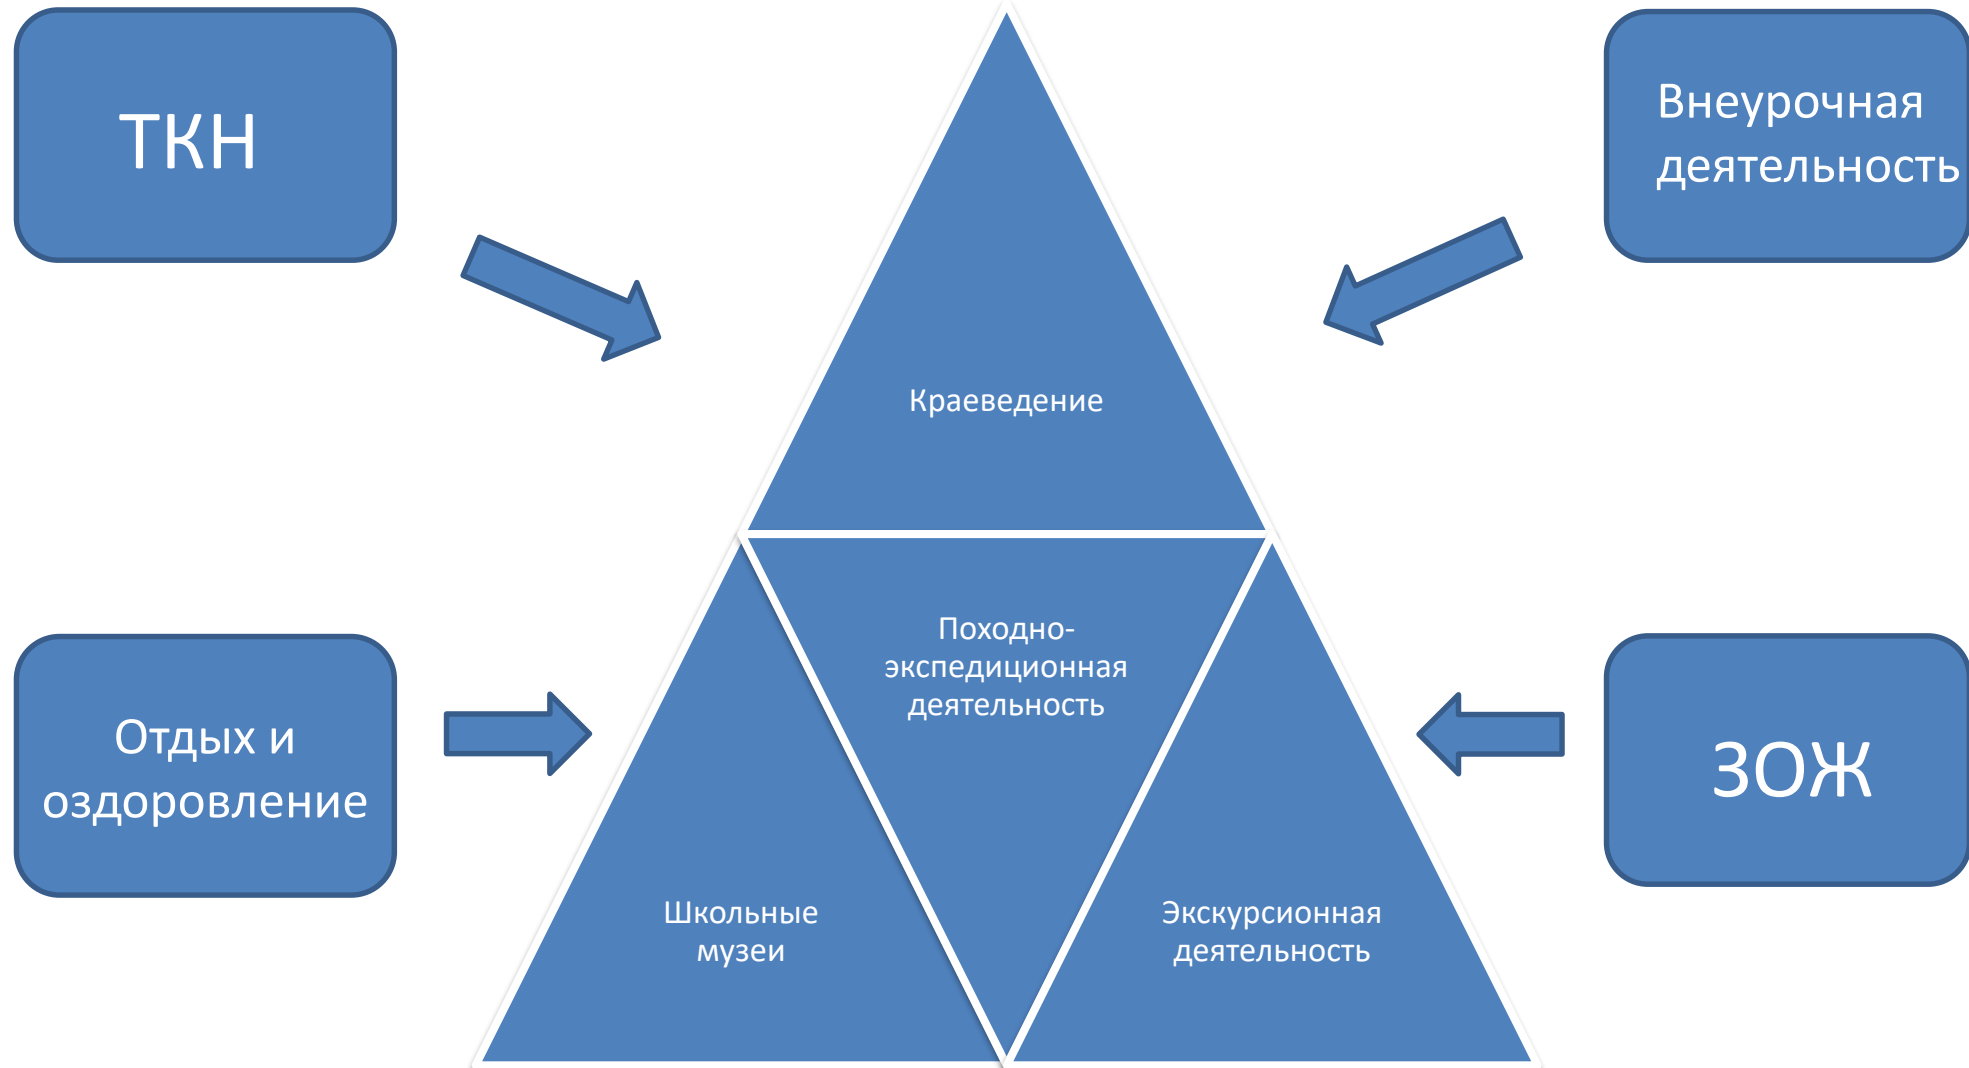 ТКН
Внеурочная
деятельность
Краеведение
Походно-
экспедиционная
деятельность
Отдых и
оздоровление
ЗОЖ
Школьные
музеи
Экскурсионная
деятельность